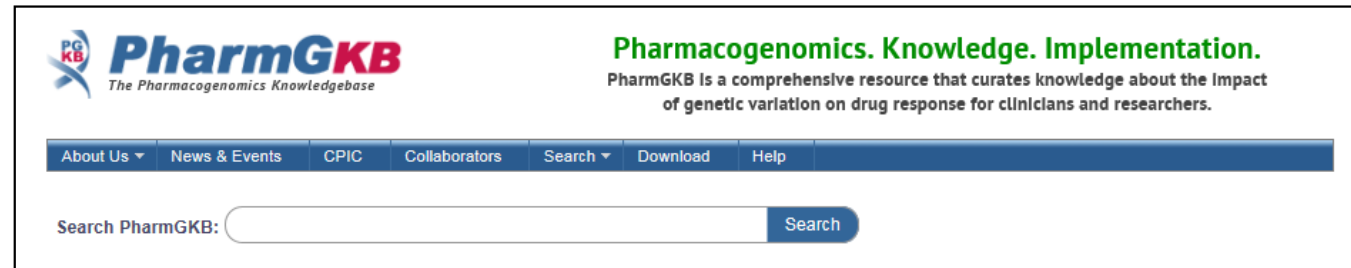 PG
KB
PharmGKB
The Pharmacogenomics Knowledgebase
Pharmacogenomics. Knowledge. Implementation.
PharmGKB is a comprehensive resource that curates knowledge about the impact
of genetic variation on drug response for clinicians and researchers.
About Us News & Events CPIC Collaborators Search Download Help
Search PharmGKB: Search